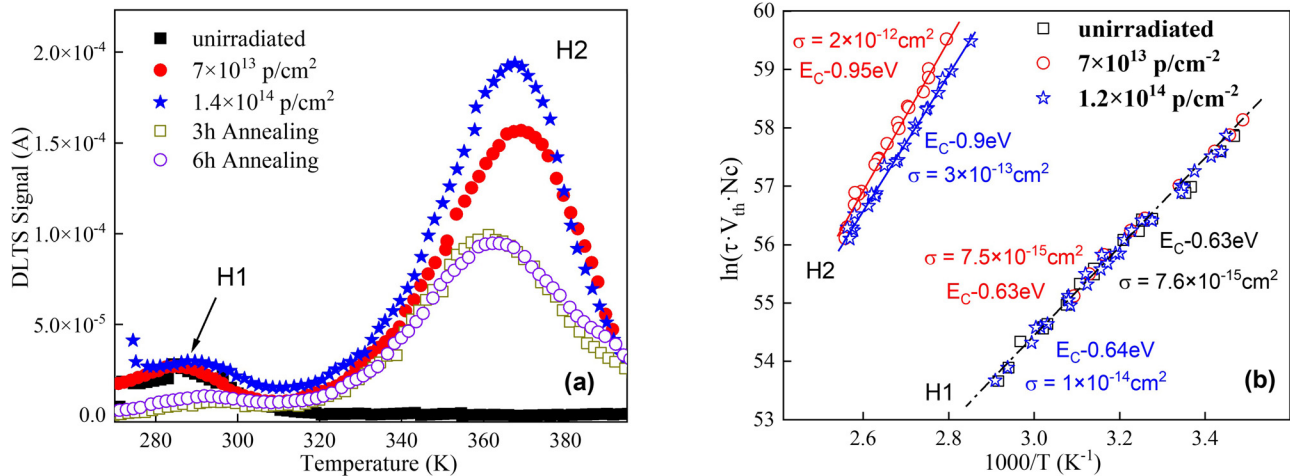 DLTS Signal (A)
2.0×10⁻⁴
1.5×10⁻⁴
1.0×10⁻⁴
5.0×10⁻⁵
0.0
unirradiated
7×10¹³ p/cm²
1.4×10¹⁴ p/cm²
3h Annealing
6h Annealing
H2
H1
(a)
280 300 320 340 360 380
Temperature (K)
ln(τ·Vth·Nc)
60
59
58
57
56
55
54
53
unirradiated
7×10¹³ p/cm⁻²
1.2×10¹⁴ p/cm⁻²
σ = 2×10⁻¹²cm²
EC-0.95eV
EC-0.9eV
σ = 3×10⁻¹³cm²
H2
σ = 7.5×10⁻¹⁵cm²
EC-0.63eV
EC-0.63eV
σ = 7.6×10⁻¹⁵cm²
EC-0.64eV
σ = 1×10⁻¹⁴cm²
H1
(b)
2.6 2.8 3.0 3.2 3.4
1000/T (K⁻¹)